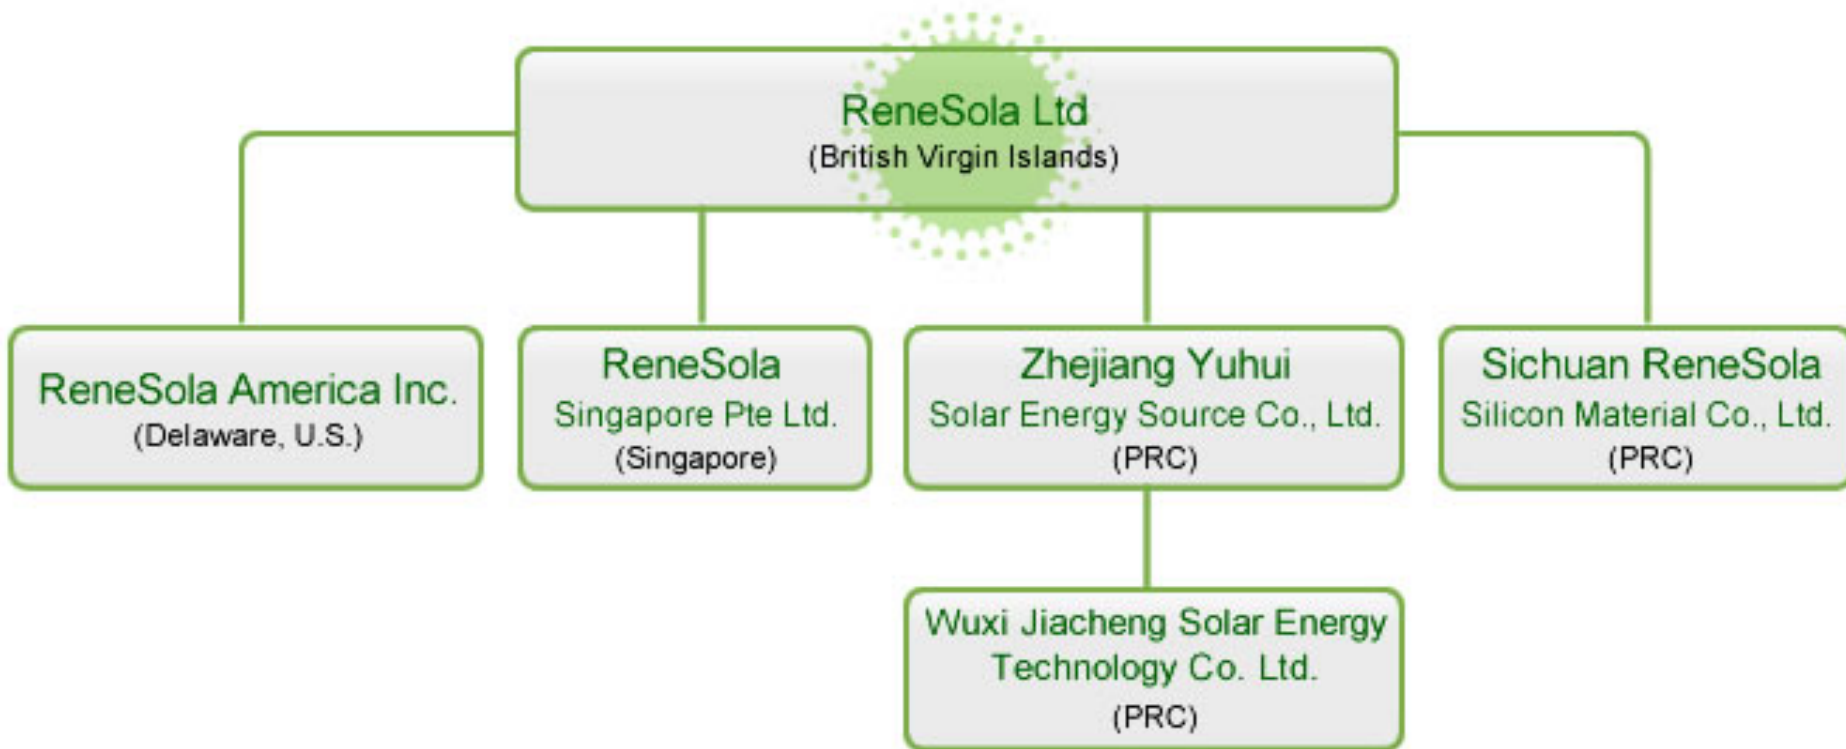 ReneSola Ltd
(British Virgin Islands)
ReneSola America Inc.
(Delaware, U.S.)
ReneSola
Singapore Pte Ltd.
(Singapore)
Zhejiang Yuhui
Solar Energy Source Co., Ltd.
(PRC)
Sichuan ReneSola
Silicon Material Co., Ltd.
(PRC)
Wuxi Jiacheng Solar Energy
Technology Co. Ltd.
(PRC)